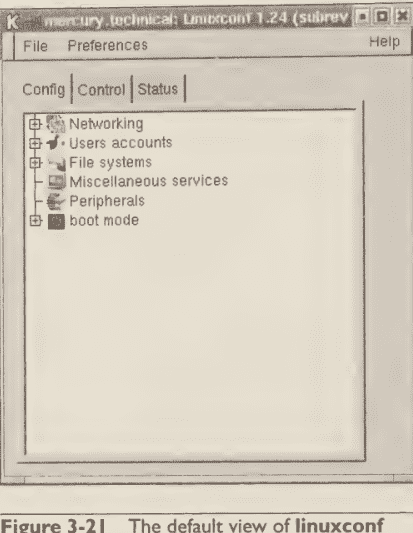 mercury.technical: Linuxconf 1.24 (subrev
File Preferences Help
Config Control Status
Networking
Users accounts
File systems
Miscellaneous services
Peripherals
boot mode
Figure 3-21 The default view of linuxconf